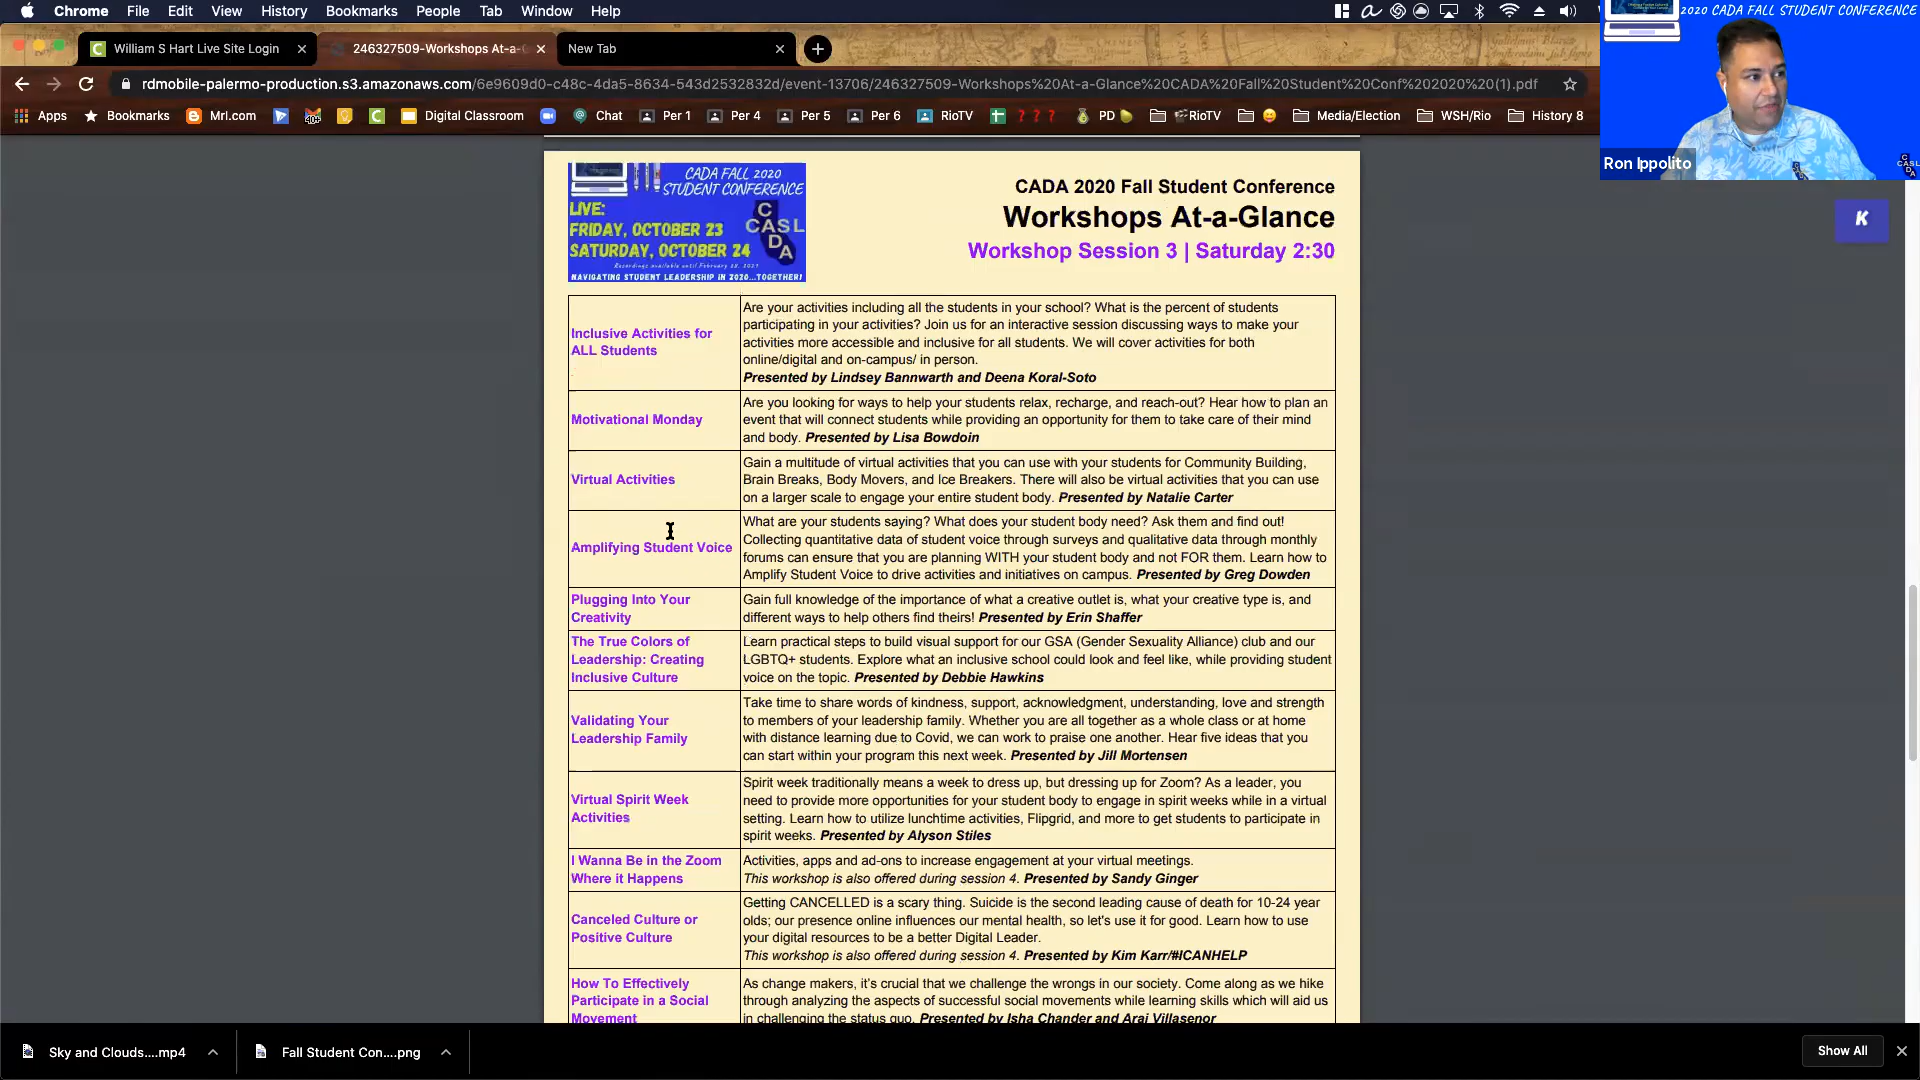 Chrome File Edit View History Bookmarks People Tab Window Help
William S Hart Live Site Login
246327509-Workshops At-a-
New Tab
rdmobile-palermo-production.s3.amazonaws.com/6e9609d0-c48c-4da5-8634-543d2532832d/event-13706/246327509-Workshops%20At-a-Glance%20CADA%20Fall%20Student%20Conf%202020%20(1).pdf
Apps Bookmarks MrI.com Digital Classroom Chat Per 1 Per 4 Per 5 Per 6 RioTV ??? PD RioTV Media/Election WSH/Rio History 8
2020 CADA FALL STUDENT CONFERENCE
Ron Ippolito
CASL
DA
K
CADA FALL 2020
STUDENT CONFERENCE
LIVE:
FRIDAY, OCTOBER 23
SATURDAY, OCTOBER 24
C
CASL
D
A
Recordings available until February 28, 2021
NAVIGATING STUDENT LEADERSHIP IN 2020...TOGETHER!
CADA 2020 Fall Student Conference
Workshops At-a-Glance
Workshop Session 3 | Saturday 2:30
Inclusive Activities for
ALL Students
Are your activities including all the students in your school? What is the percent of students
participating in your activities? Join us for an interactive session discussing ways to make your
activities more accessible and inclusive for all students. We will cover activities for both
online/digital and on-campus/ in person.
Presented by Lindsey Bannwarth and Deena Koral-Soto
Motivational Monday
Are you looking for ways to help your students relax, recharge, and reach-out? Hear how to plan an
event that will connect students while providing an opportunity for them to take care of their mind
and body. Presented by Lisa Bowdoin
Virtual Activities
Gain a multitude of virtual activities that you can use with your students for Community Building,
Brain Breaks, Body Movers, and Ice Breakers. There will also be virtual activities that you can use
on a larger scale to engage your entire student body. Presented by Natalie Carter
Amplifying Student Voice
What are your students saying? What does your student body need? Ask them and find out!
Collecting quantitative data of student voice through surveys and qualitative data through monthly
forums can ensure that you are planning WITH your student body and not FOR them. Learn how to
Amplify Student Voice to drive activities and initiatives on campus. Presented by Greg Dowden
Plugging Into Your
Creativity
Gain full knowledge of the importance of what a creative outlet is, what your creative type is, and
different ways to help others find theirs! Presented by Erin Shaffer
The True Colors of
Leadership: Creating
Inclusive Culture
Learn practical steps to build visual support for our GSA (Gender Sexuality Alliance) club and our
LGBTQ+ students. Explore what an inclusive school could look and feel like, while providing student
voice on the topic. Presented by Debbie Hawkins
Validating Your
Leadership Family
Take time to share words of kindness, support, acknowledgment, understanding, love and strength
to members of your leadership family. Whether you are all together as a whole class or at home
with distance learning due to Covid, we can work to praise one another. Hear five ideas that you
can start within your program this next week. Presented by Jill Mortensen
Virtual Spirit Week
Activities
Spirit week traditionally means a week to dress up, but dressing up for Zoom? As a leader, you
need to provide more opportunities for your student body to engage in spirit weeks while in a virtual
setting. Learn how to utilize lunchtime activities, Flipgrid, and more to get students to participate in
spirit weeks. Presented by Alyson Stiles
I Wanna Be in the Zoom
Where it Happens
Activities, apps and ad-ons to increase engagement at your virtual meetings.
This workshop is also offered during session 4. Presented by Sandy Ginger
Canceled Culture or
Positive Culture
Getting CANCELLED is a scary thing. Suicide is the second leading cause of death for 10-24 year
olds; our presence online influences our mental health, so let's use it for good. Learn how to use
your digital resources to be a better Digital Leader.
This workshop is also offered during session 4. Presented by Kim Karr/#ICANHELP
How To Effectively
Participate in a Social
Movement
As change makers, it's crucial that we challenge the wrongs in our society. Come along as we hike
through analyzing the aspects of successful social movements while learning skills which will aid us
in challenging the status quo. Presented by Isha Chander and Arai Villasenor
Sky and Clouds....mp4
Fall Student Con....png
Show All